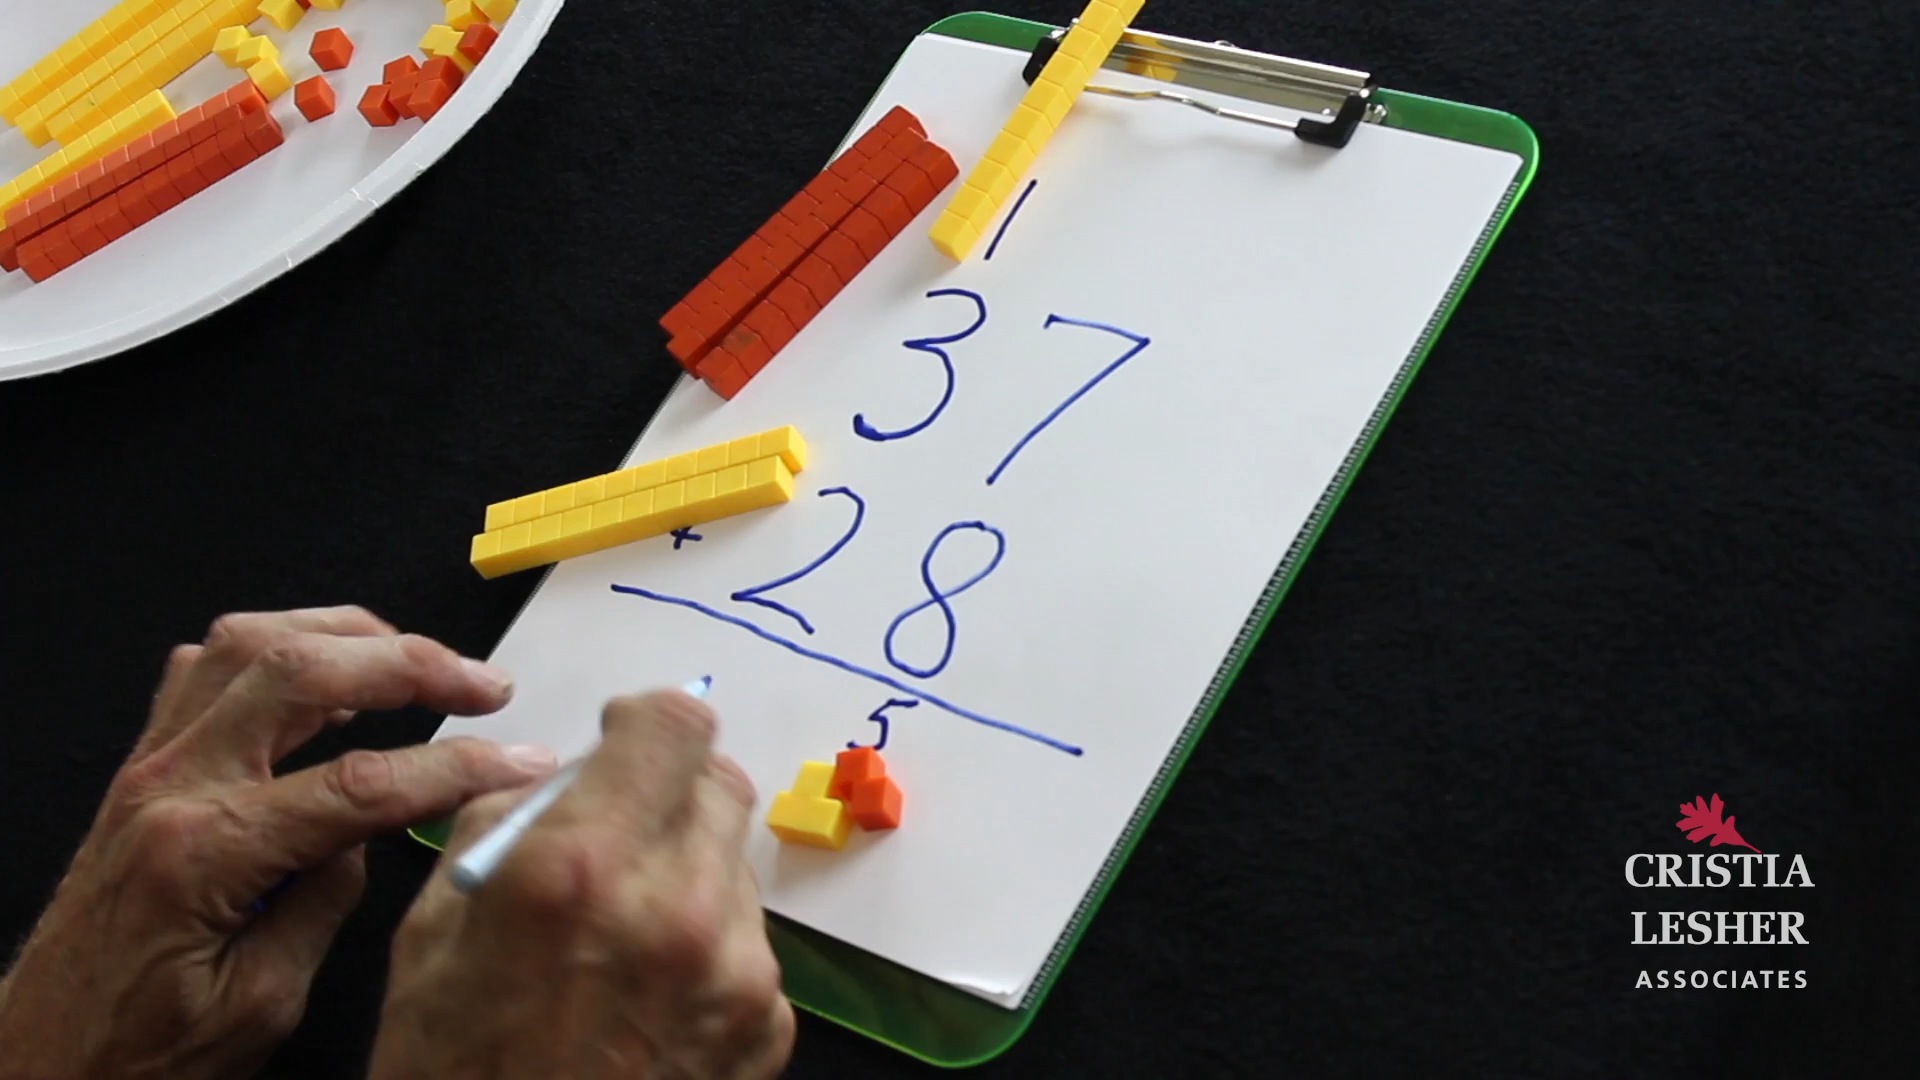 1
37
+ 28
5
CRISTIA
LESHER
ASSOCIATES